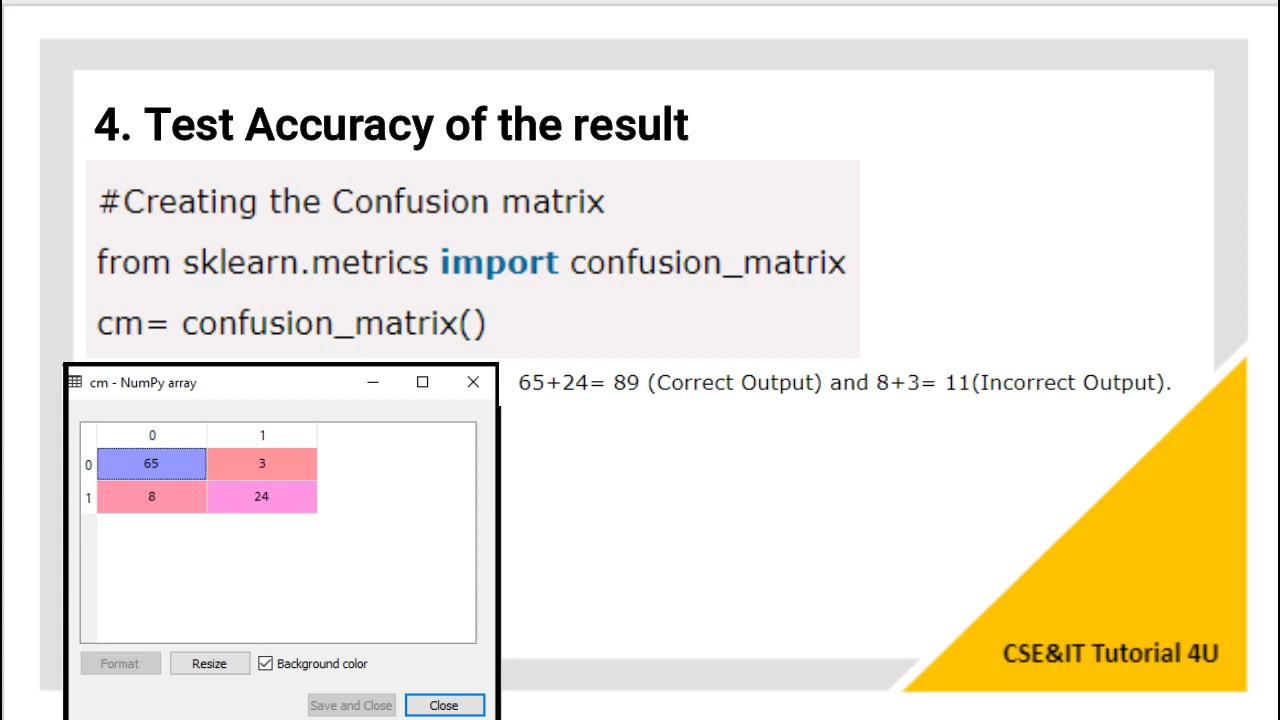 4. Test Accuracy of the result
#Creating the Confusion matrix
from sklearn.metrics import confusion_matrix
cm= confusion_matrix()
65+24= 89 (Correct Output) and 8+3= 11(Incorrect Output).
cm - NumPy array
0 1
0 65 3
1 8 24
Format Resize Background color
Save and Close Close
CSE&IT Tutorial 4U